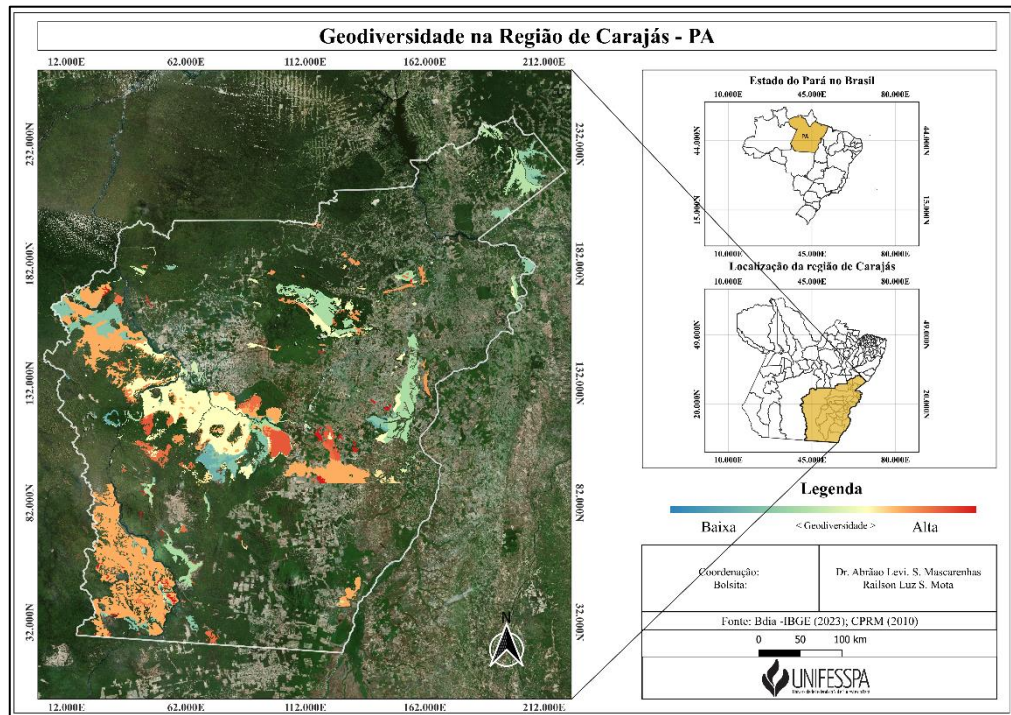 Geodiversidade na Região de Carajás - PA
12.000E 62.000E 112.000E 162.000E 212.000E
232.000N
182.000N
132.000N
82.000N
32.000N
232.000N
182.000N
132.000N
82.000N
32.000N
N
12.000E 62.000E 112.000E 162.000E 212.000E
Estado do Pará no Brasil
10.000E 45.000E 80.000E
44.000N
15.000N
44.000N
15.000N
PA
10.000E 45.000E 80.000E
Localização da região de Carajás
10.000E 45.000E 80.000E
49.000N
20.000N
49.000N
20.000N
10.000E 45.000E 80.000E
Legenda
Baixa < Geodiversidade > Alta
Coordenação: Dr. Abrãao Levi. S. Mascarenhas
Bolsita: Railson Luz S. Mota
Fonte: Bdia -IBGE (2023); CPRM (2010)
0 50 100 km
UNIFESSPA